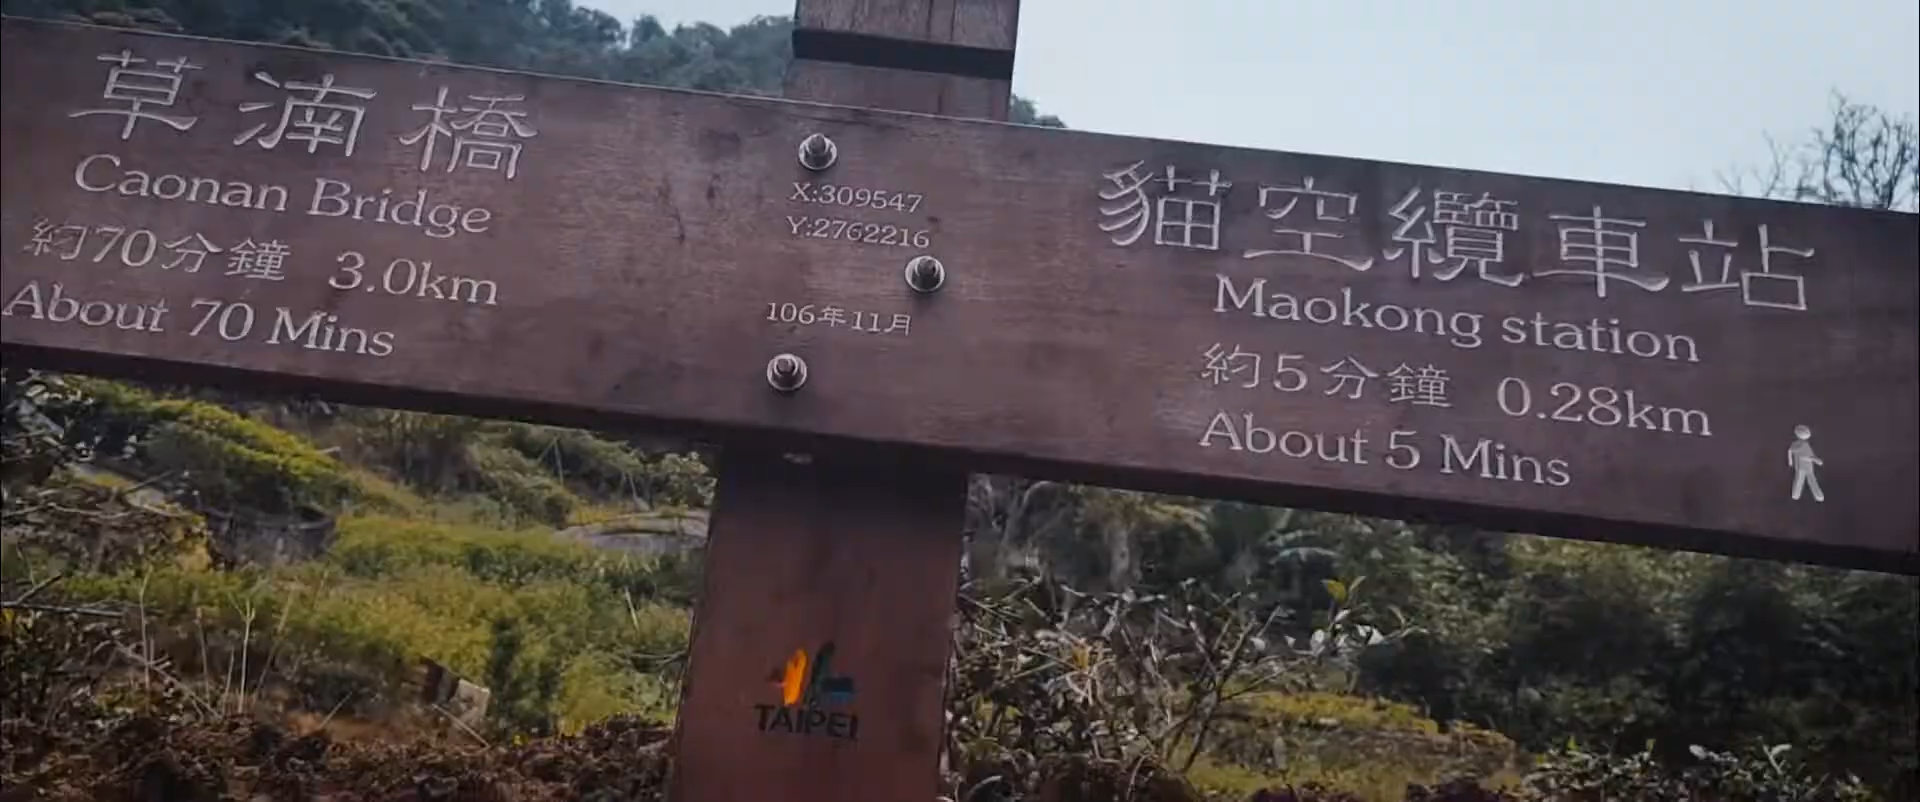 草湳橋
Caonan Bridge
約70分鐘 3.0km
About 70 Mins
X:309547
Y:2762216
106年11月
貓空纜車站
Maokong station
約5分鐘 0.28km
About 5 Mins
TAIPEI